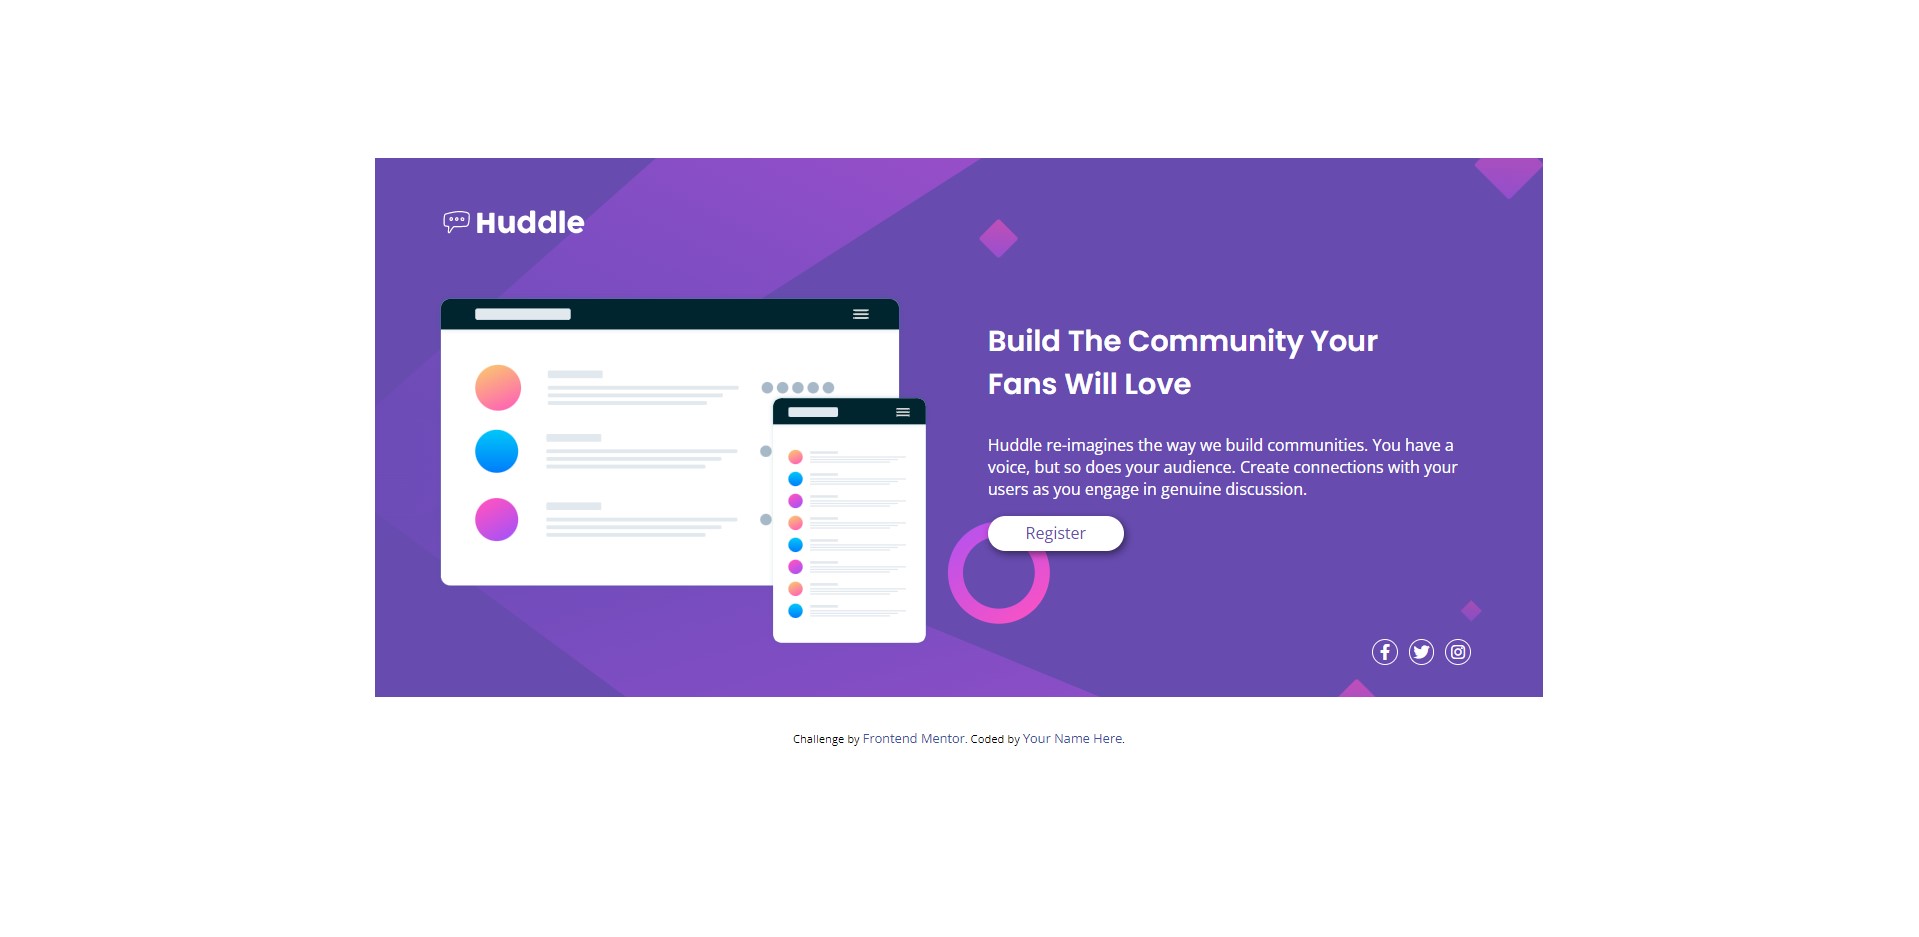 Huddle
Build The Community Your
Fans Will Love
Huddle re-imagines the way we build communities. You have a
voice, but so does your audience. Create connections with your
users as you engage in genuine discussion.
Register
Challenge by Frontend Mentor. Coded by Your Name Here.